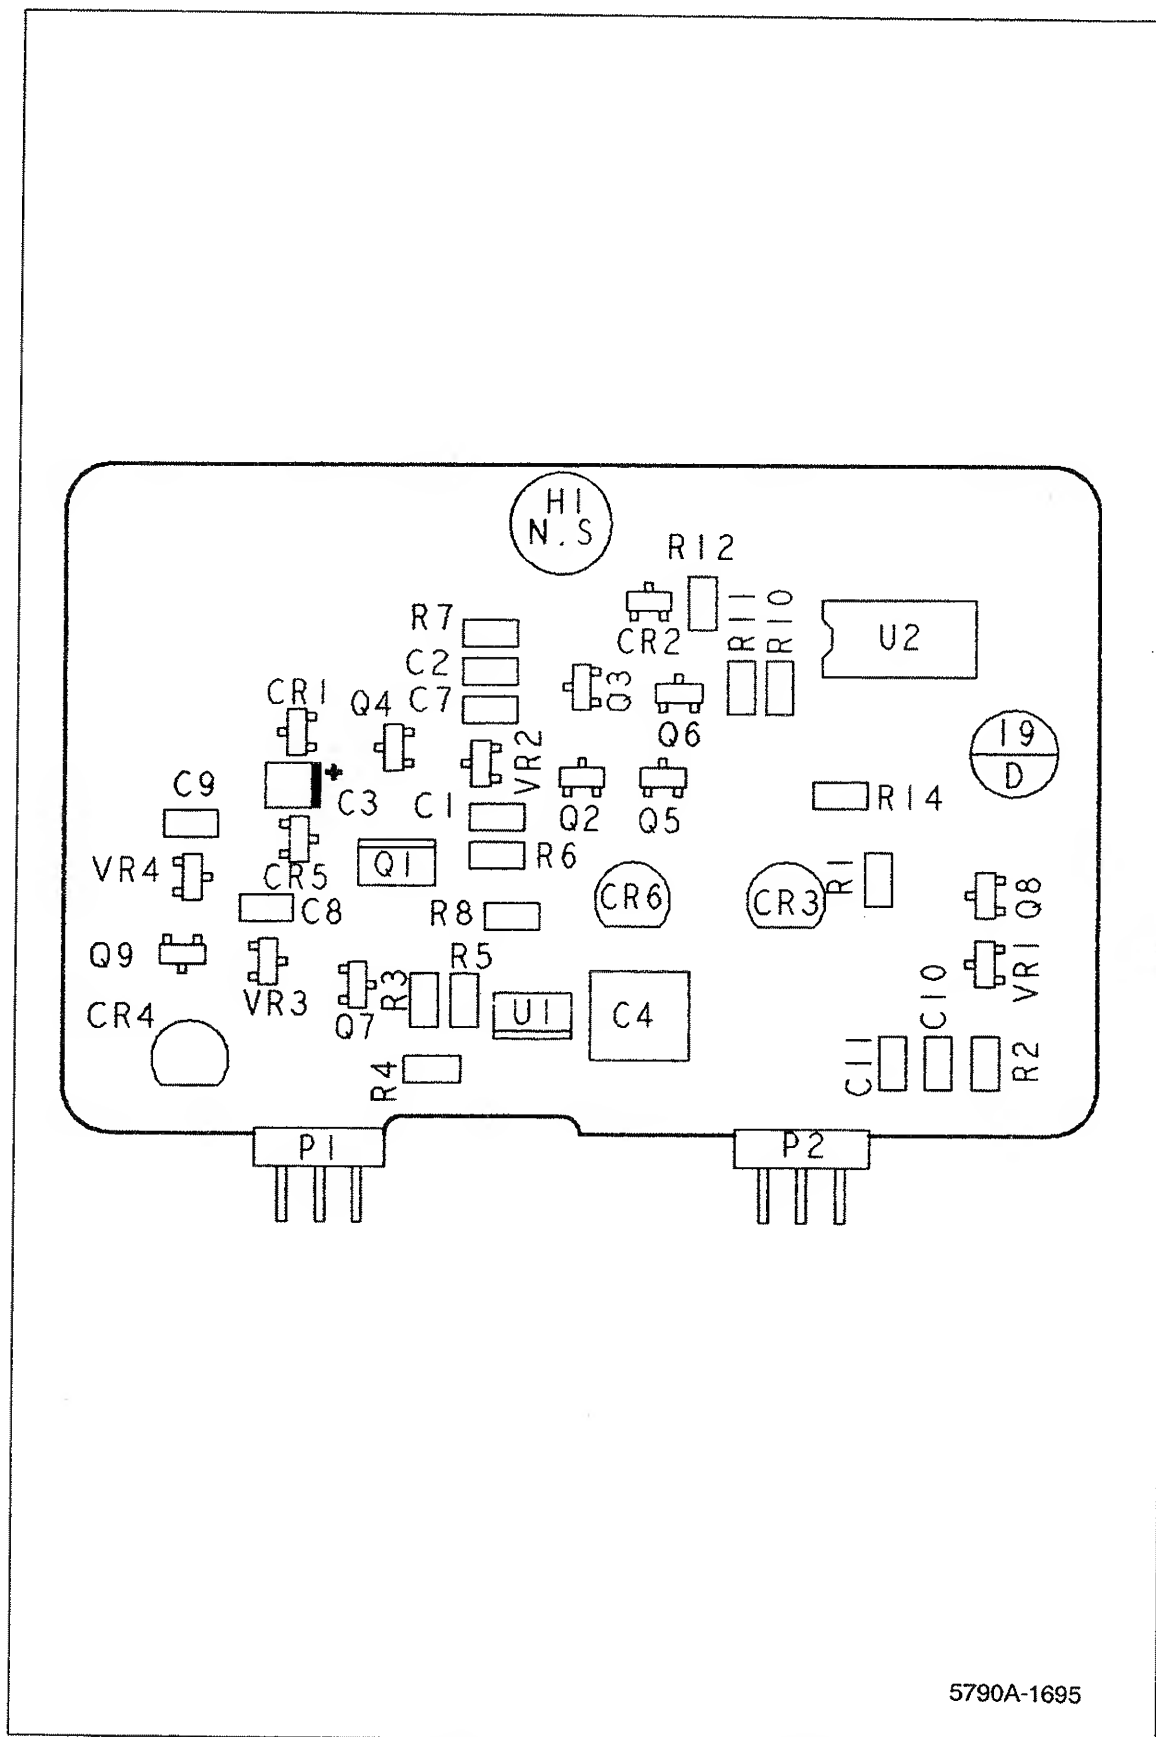 H1
N.S
R12
R11
R10
R7
CR2
U2
C2
Q3
CR1
Q4
C7
Q6
19
D
VR2
C9
+
C3
C1
Q2
Q5
R14
VR4
CR5
Q1
R6
CR6
CR3
R1
Q8
C8
R8
Q9
VR3
R5
R3
VR1
C10
CR4
Q7
U1
C4
R4
C11
R2
P1
P2
5790A-1695